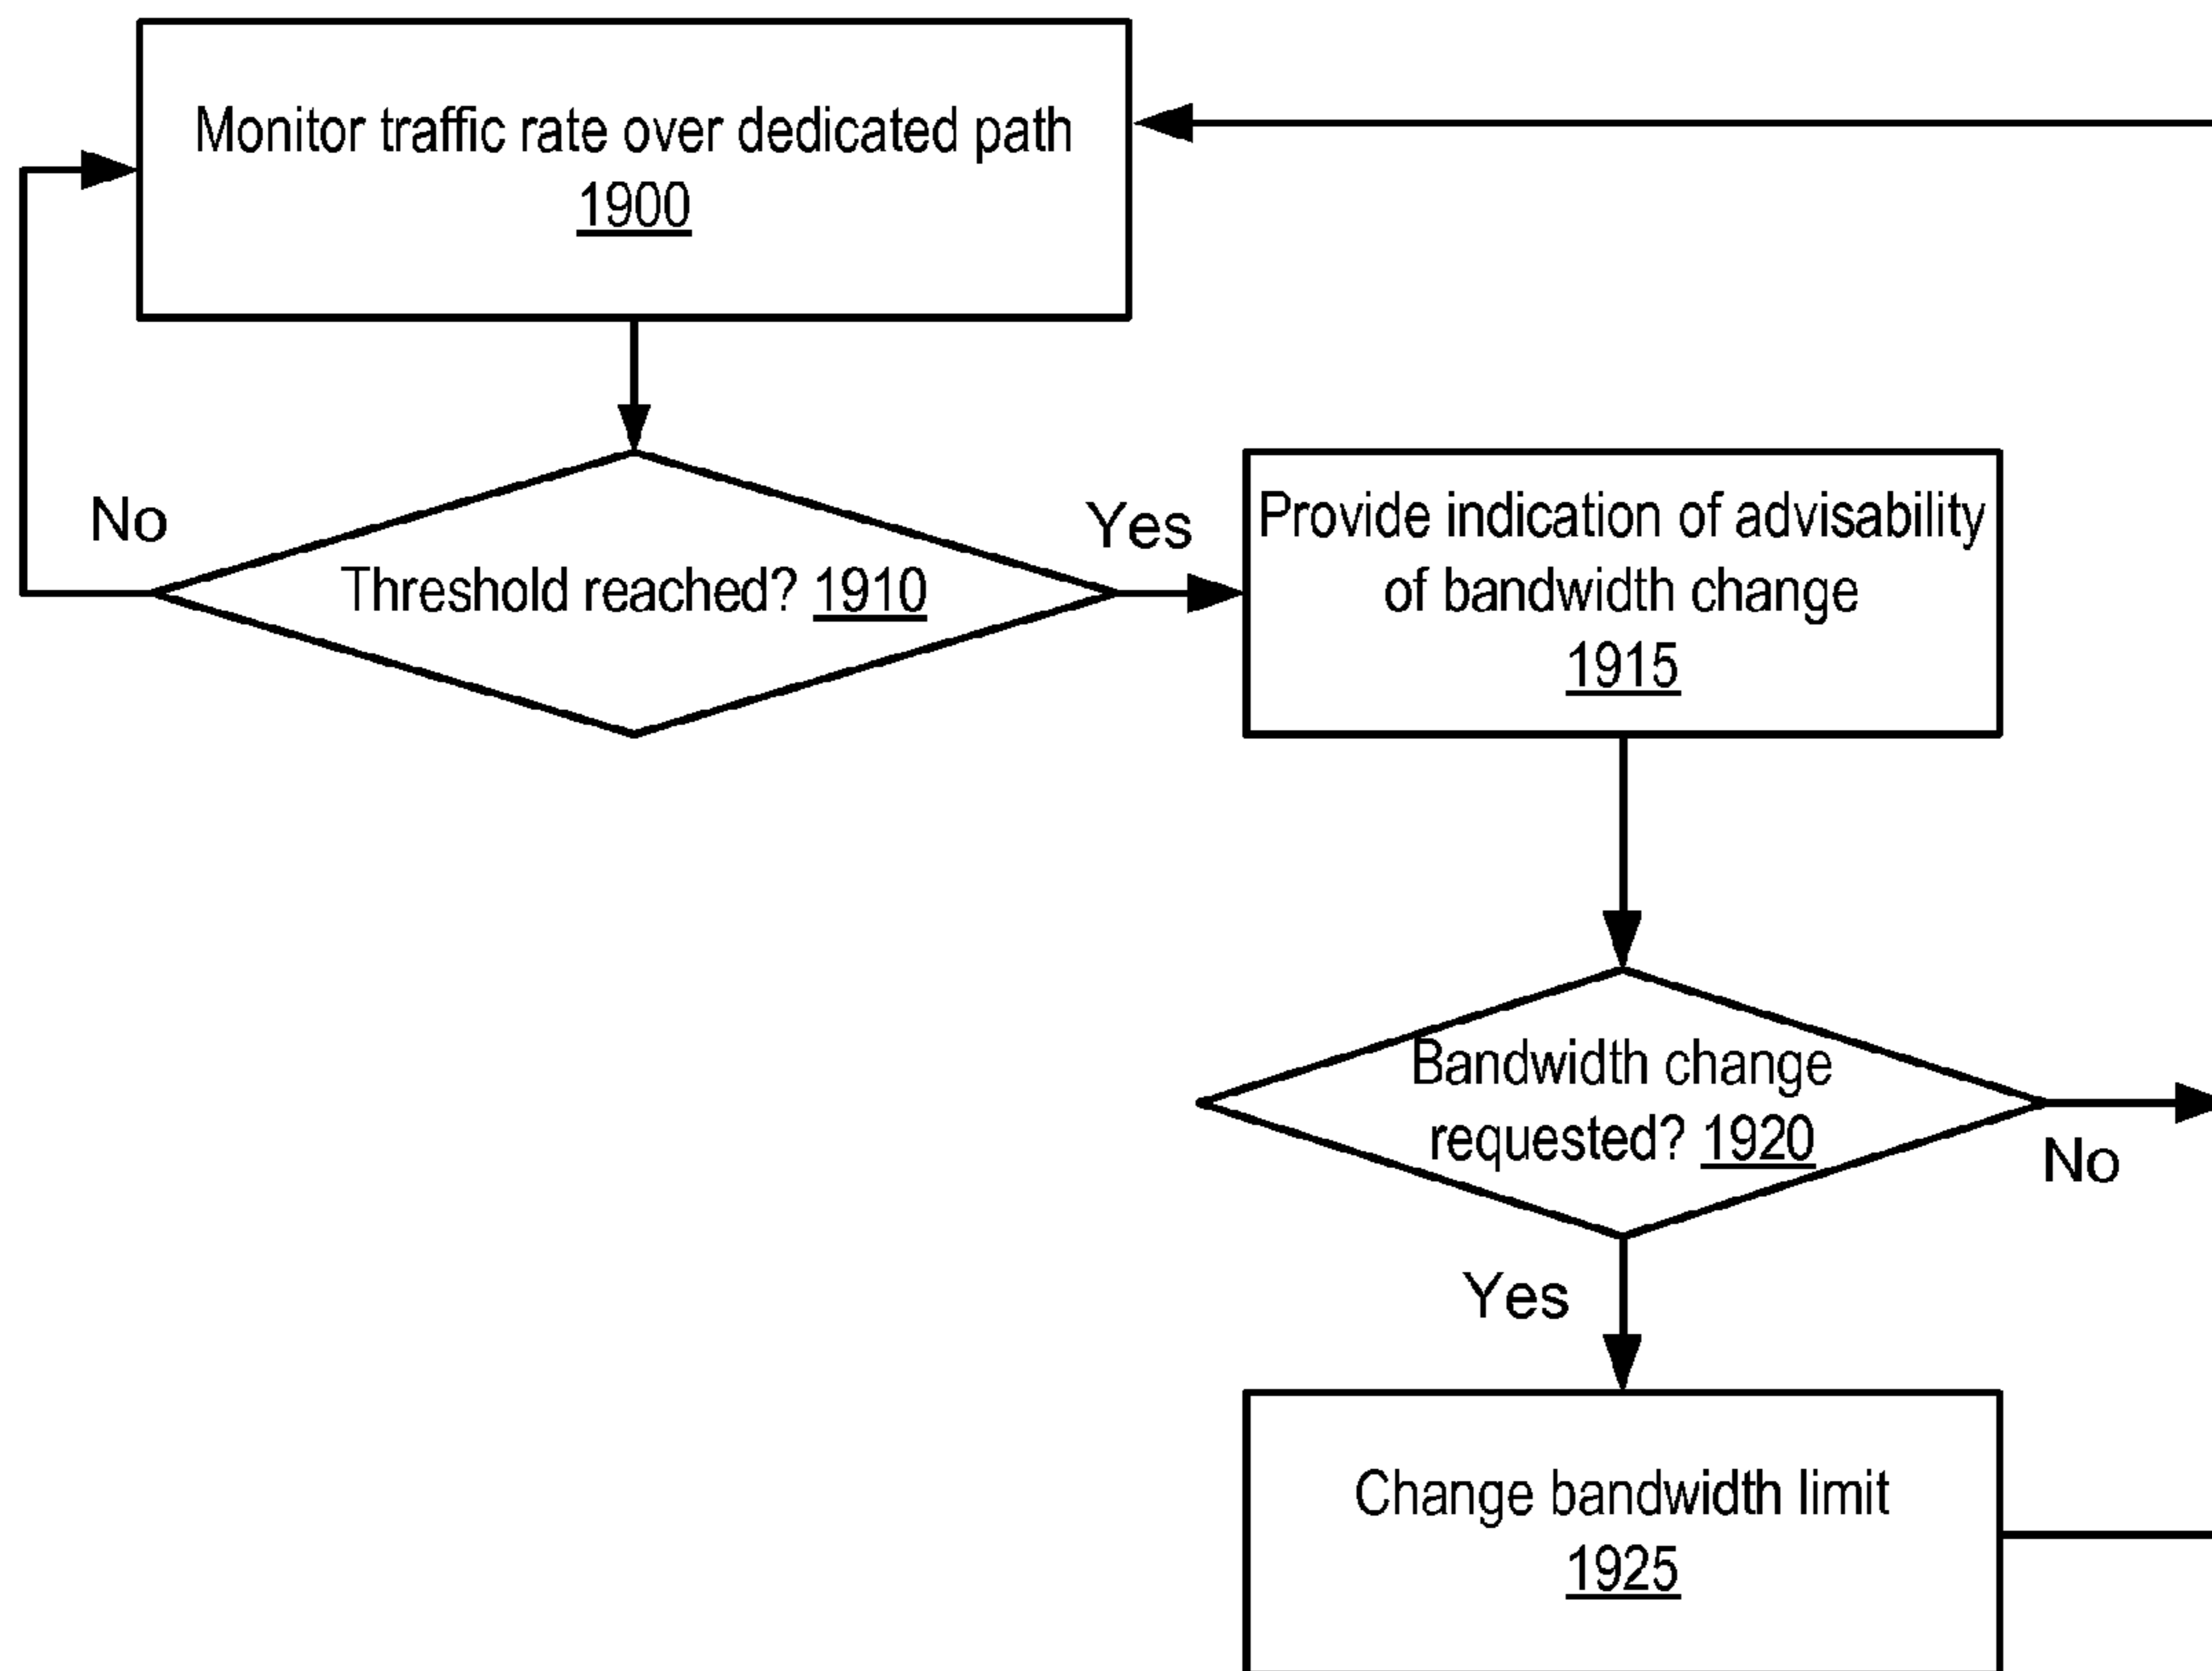 Monitor traffic rate over dedicated path
1900
No
Threshold reached? 1910
Yes
Provide indication of advisability
of bandwidth change
1915
Bandwidth change
requested? 1920
No
Yes
Change bandwidth limit
1925